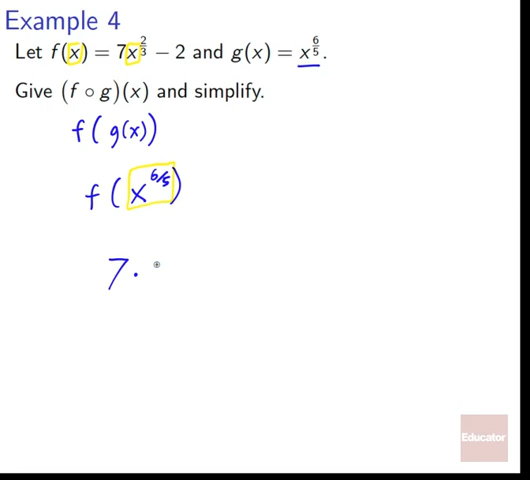 Example 4
Let f(x) = 7x^{2/3} − 2 and g(x) = x^{6/5}.
Give (f ∘ g)(x) and simplify.
f(g(x))
f(x^{6/5})
7·
Educator